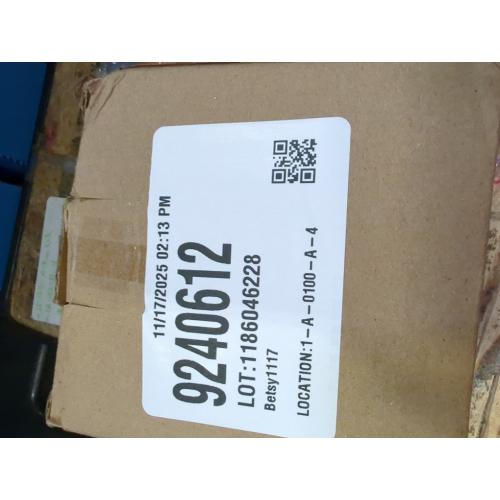 11/17/2025 02:13 PM
9240612
LOT:1186046228
Betsy1117
LOCATION:1-A-0100-A-4